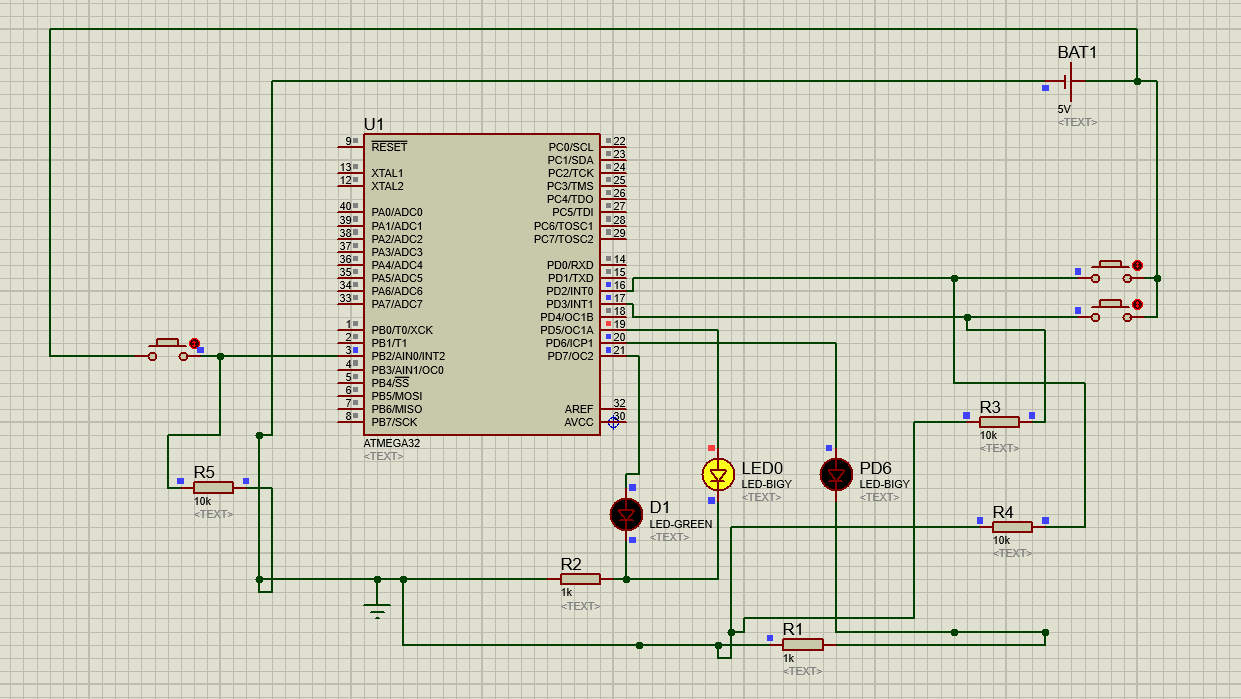 BAT1
5V
<TEXT>
U1
9 RESET PC0/SCL 22
PC1/SDA 23
13 XTAL1 PC2/TCK 24
12 XTAL2 PC3/TMS 25
PC4/TDO 26
40 PA0/ADC0 PC5/TDI 27
39 PA1/ADC1 PC6/TOSC1 28
38 PA2/ADC2 PC7/TOSC2 29
37 PA3/ADC3
36 PA4/ADC4 PD0/RXD 14
35 PA5/ADC5 PD1/TXD 15
34 PA6/ADC6 PD2/INT0 16
33 PA7/ADC7 PD3/INT1 17
PD4/OC1B 18
1 PB0/T0/XCK PD5/OC1A 19
2 PB1/T1 PD6/ICP1 20
3 PB2/AIN0/INT2 PD7/OC2 21
4 PB3/AIN1/OC0
5 PB4/SS
6 PB5/MOSI
7 PB6/MISO AREF 32
8 PB7/SCK AVCC 30
ATMEGA32
<TEXT>
R3
10k
<TEXT>
R5
10k
<TEXT>
LED0
LED-BIGY
<TEXT>
PD6
LED-BIGY
<TEXT>
D1
LED-GREEN
<TEXT>
R4
10k
<TEXT>
R2
1k
<TEXT>
R1
1k
<TEXT>